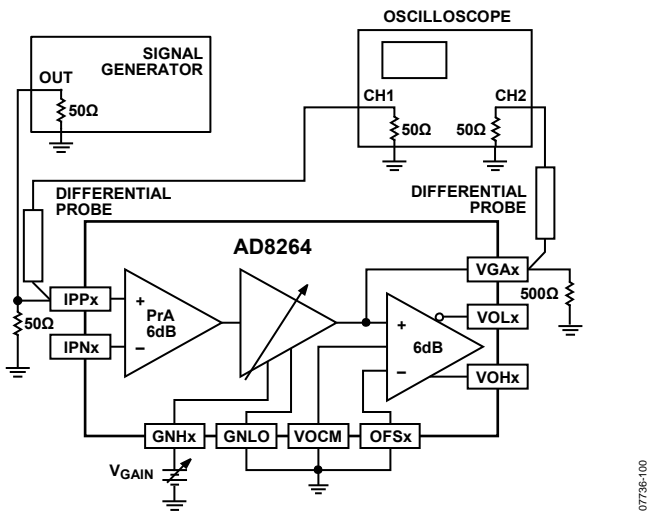 OSCILLOSCOPE
SIGNAL
GENERATOR
OUT
50Ω
CH1
CH2
50Ω
50Ω
DIFFERENTIAL
PROBE
DIFFERENTIAL
PROBE
AD8264
IPPx
+
PrA
6dB
–
IPNx
50Ω
+
6dB
–
VGAx
500Ω
VOLx
VOHx
GNHx
GNLO
VOCM
OFSx
VGAIN
07736-100